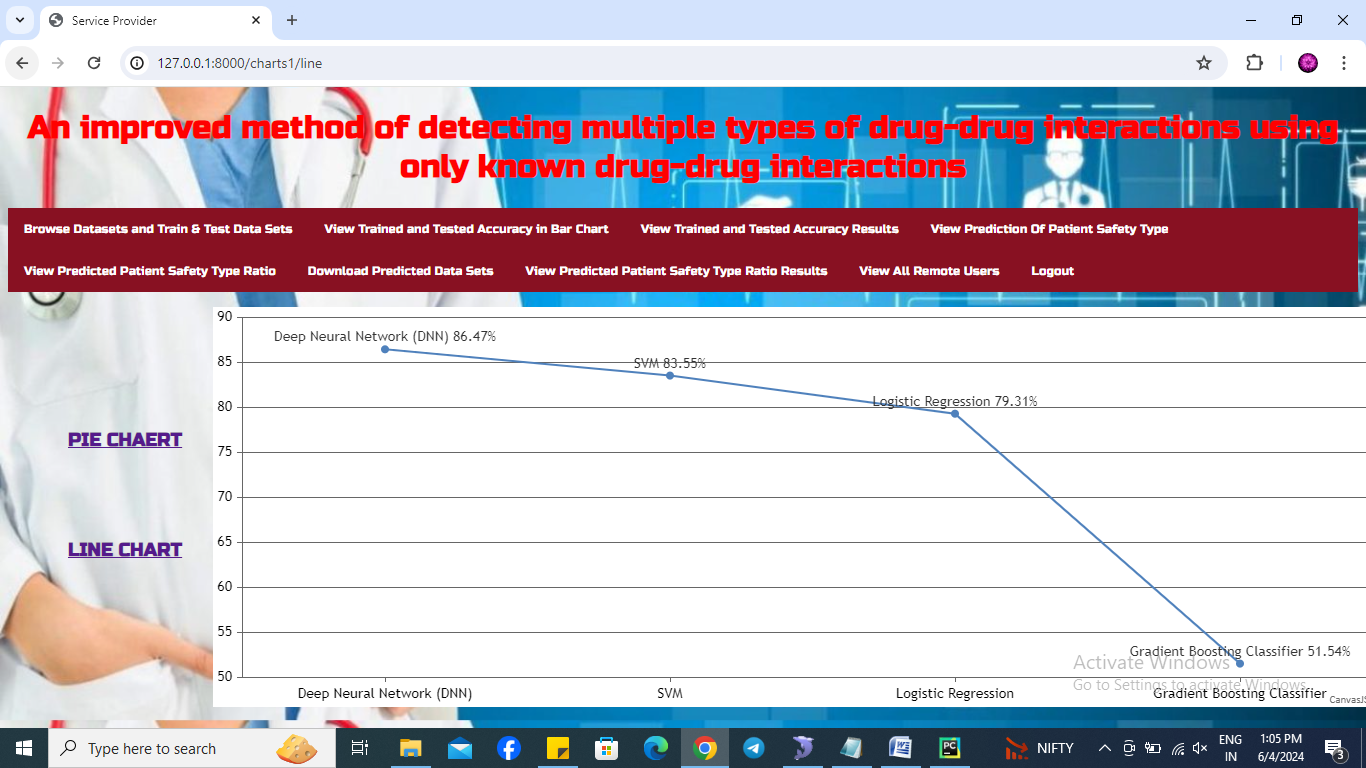 Service Provider
127.0.0.1:8000/charts1/line
An improved method of detecting multiple types of drug-drug interactions using
only known drug-drug interactions
Browse Datasets and Train & Test Data Sets View Trained and Tested Accuracy in Bar Chart View Trained and Tested Accuracy Results View Prediction Of Patient Safety Type
View Predicted Patient Safety Type Ratio Download Predicted Data Sets View Predicted Patient Safety Type Ratio Results View All Remote Users Logout
PIE CHAERT
LINE CHART
90
85
80
75
70
65
60
55
50
Deep Neural Network (DNN) 86.47%
SVM 83.55%
Logistic Regression 79.31%
Gradient Boosting Classifier 51.54%
Deep Neural Network (DNN) SVM Logistic Regression Gradient Boosting Classifier
CanvasJS
Activate Windows
Go to Settings to activate Windows.
Type here to search
NIFTY
ENG
IN
1:05 PM
6/4/2024
3